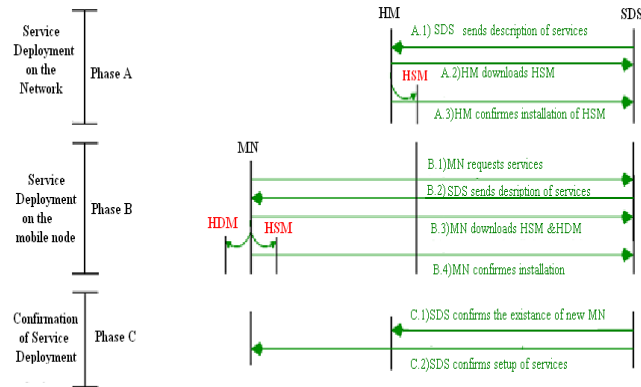 HM
SDS
Service
Deployment
on the
Network
Phase A
A.1) SDS sends description of services
A.2)HM downloads HSM
HSM
A.3)HM confirmes installation of HSM
MN
Service
Deployment
on the
mobile node
Phase B
B.1)MN requests services
B.2)SDS sends desription of services
HDM
HSM
B.3)MN downloads HSM &HDM
B.4)MN confirmes installation
Confirmation
of Service
Deployment
Phase C
C.1)SDS confirms the existance of new MN
C.2)SDS confirms setup of services